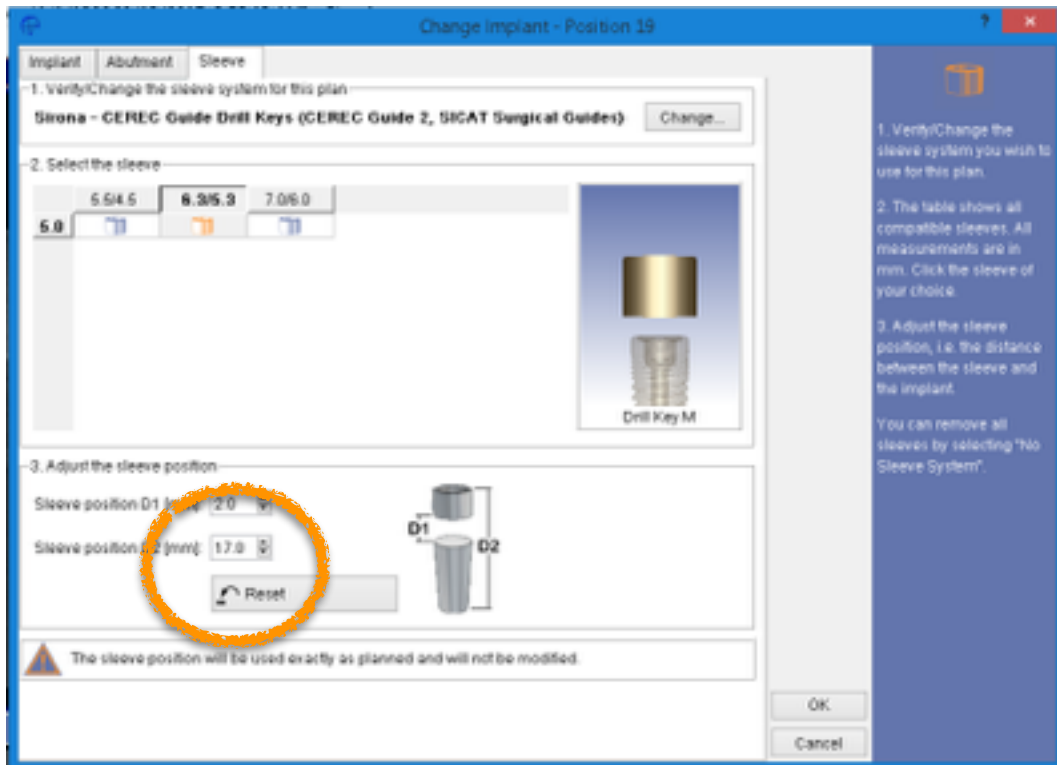 Change Implant - Position 19
? ×
Implant Abutment Sleeve
1. Verify/Change the sleeve system for this plan
Sirona - CEREC Guide Drill Keys (CEREC Guide 2, SICAT Surgical Guides) Change...
2. Select the sleeve
5.5/4.5 6.3/5.3 7.0/6.0
5.0
Drill Key M
3. Adjust the sleeve position
Sleeve position D1 [mm]: 2.0
Sleeve position D2 [mm]: 17.0
Reset
D1
D2
The sleeve position will be used exactly as planned and will not be modified.
OK
Cancel
1. Verify/Change the
sleeve system you wish to
use for this plan.
2. The table shows all
compatible sleeves. All
measurements are in
mm. Click the sleeve of
your choice.
3. Adjust the sleeve
position, i.e. the distance
between the sleeve and
the implant.
You can remove all
sleeves by selecting "No
Sleeve System".